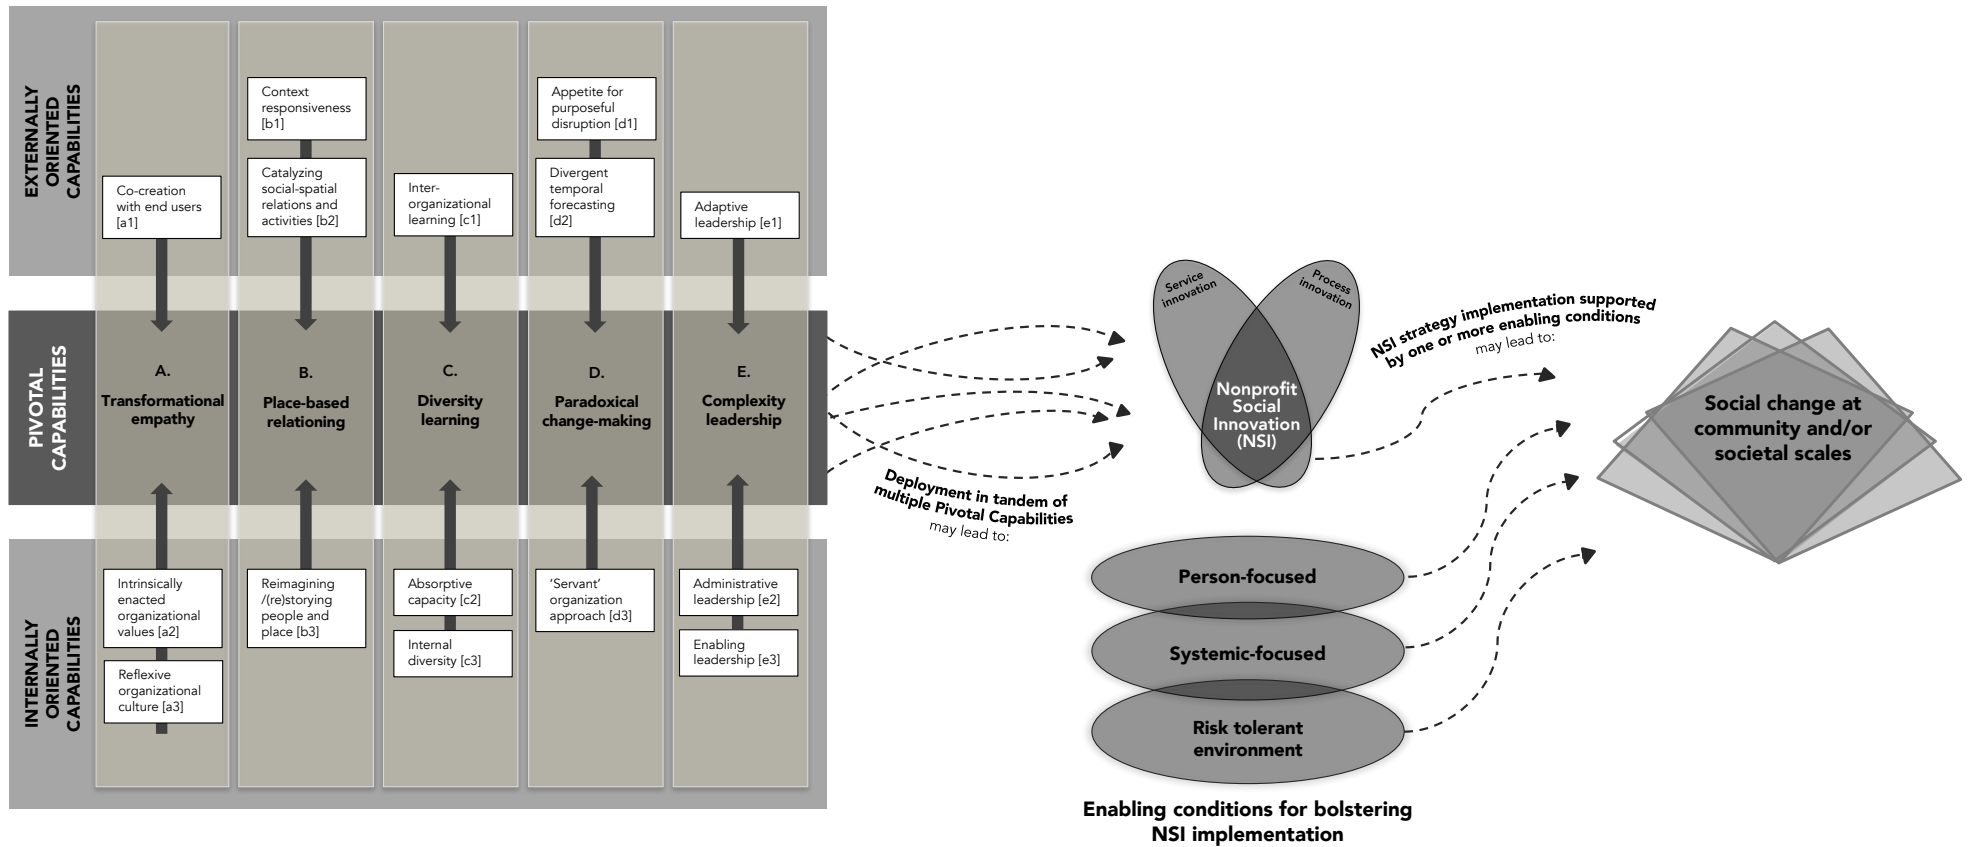 EXTERNALLY
ORIENTED
CAPABILITIES
Co-creation
with end users
[a1]
Context
responsiveness
[b1]
Catalyzing
social-spatial
relations and
activities [b2]
Inter-
organizational
learning [c1]
Appetite for
purposeful
disruption [d1]
Divergent
temporal
forecasting
[d2]
Adaptive
leadership [e1]
PIVOTAL
CAPABILITIES
A.
Transformational
empathy
B.
Place-based
relationing
C.
Diversity
learning
D.
Paradoxical
change-making
E.
Complexity
leadership
INTERNALLY
ORIENTED
CAPABILITIES
Intrinsically
enacted
organizational
values [a2]
Reflexive
organizational
culture [a3]
Reimagining
/(re)storying
people and
place [b3]
Absorptive
capacity [c2]
Internal
diversity [c3]
‘Servant’
organization
approach [d3]
Administrative
leadership [e2]
Enabling
leadership [e3]
Deployment in tandem of
multiple Pivotal Capabilities
may lead to:
Service
innovation
Process
innovation
Nonprofit
Social
Innovation
(NSI)
NSI strategy implementation supported
by one or more enabling conditions
may lead to:
Person-focused
Systemic-focused
Risk tolerant
environment
Enabling conditions for bolstering
NSI implementation
Social change at
community and/or
societal scales